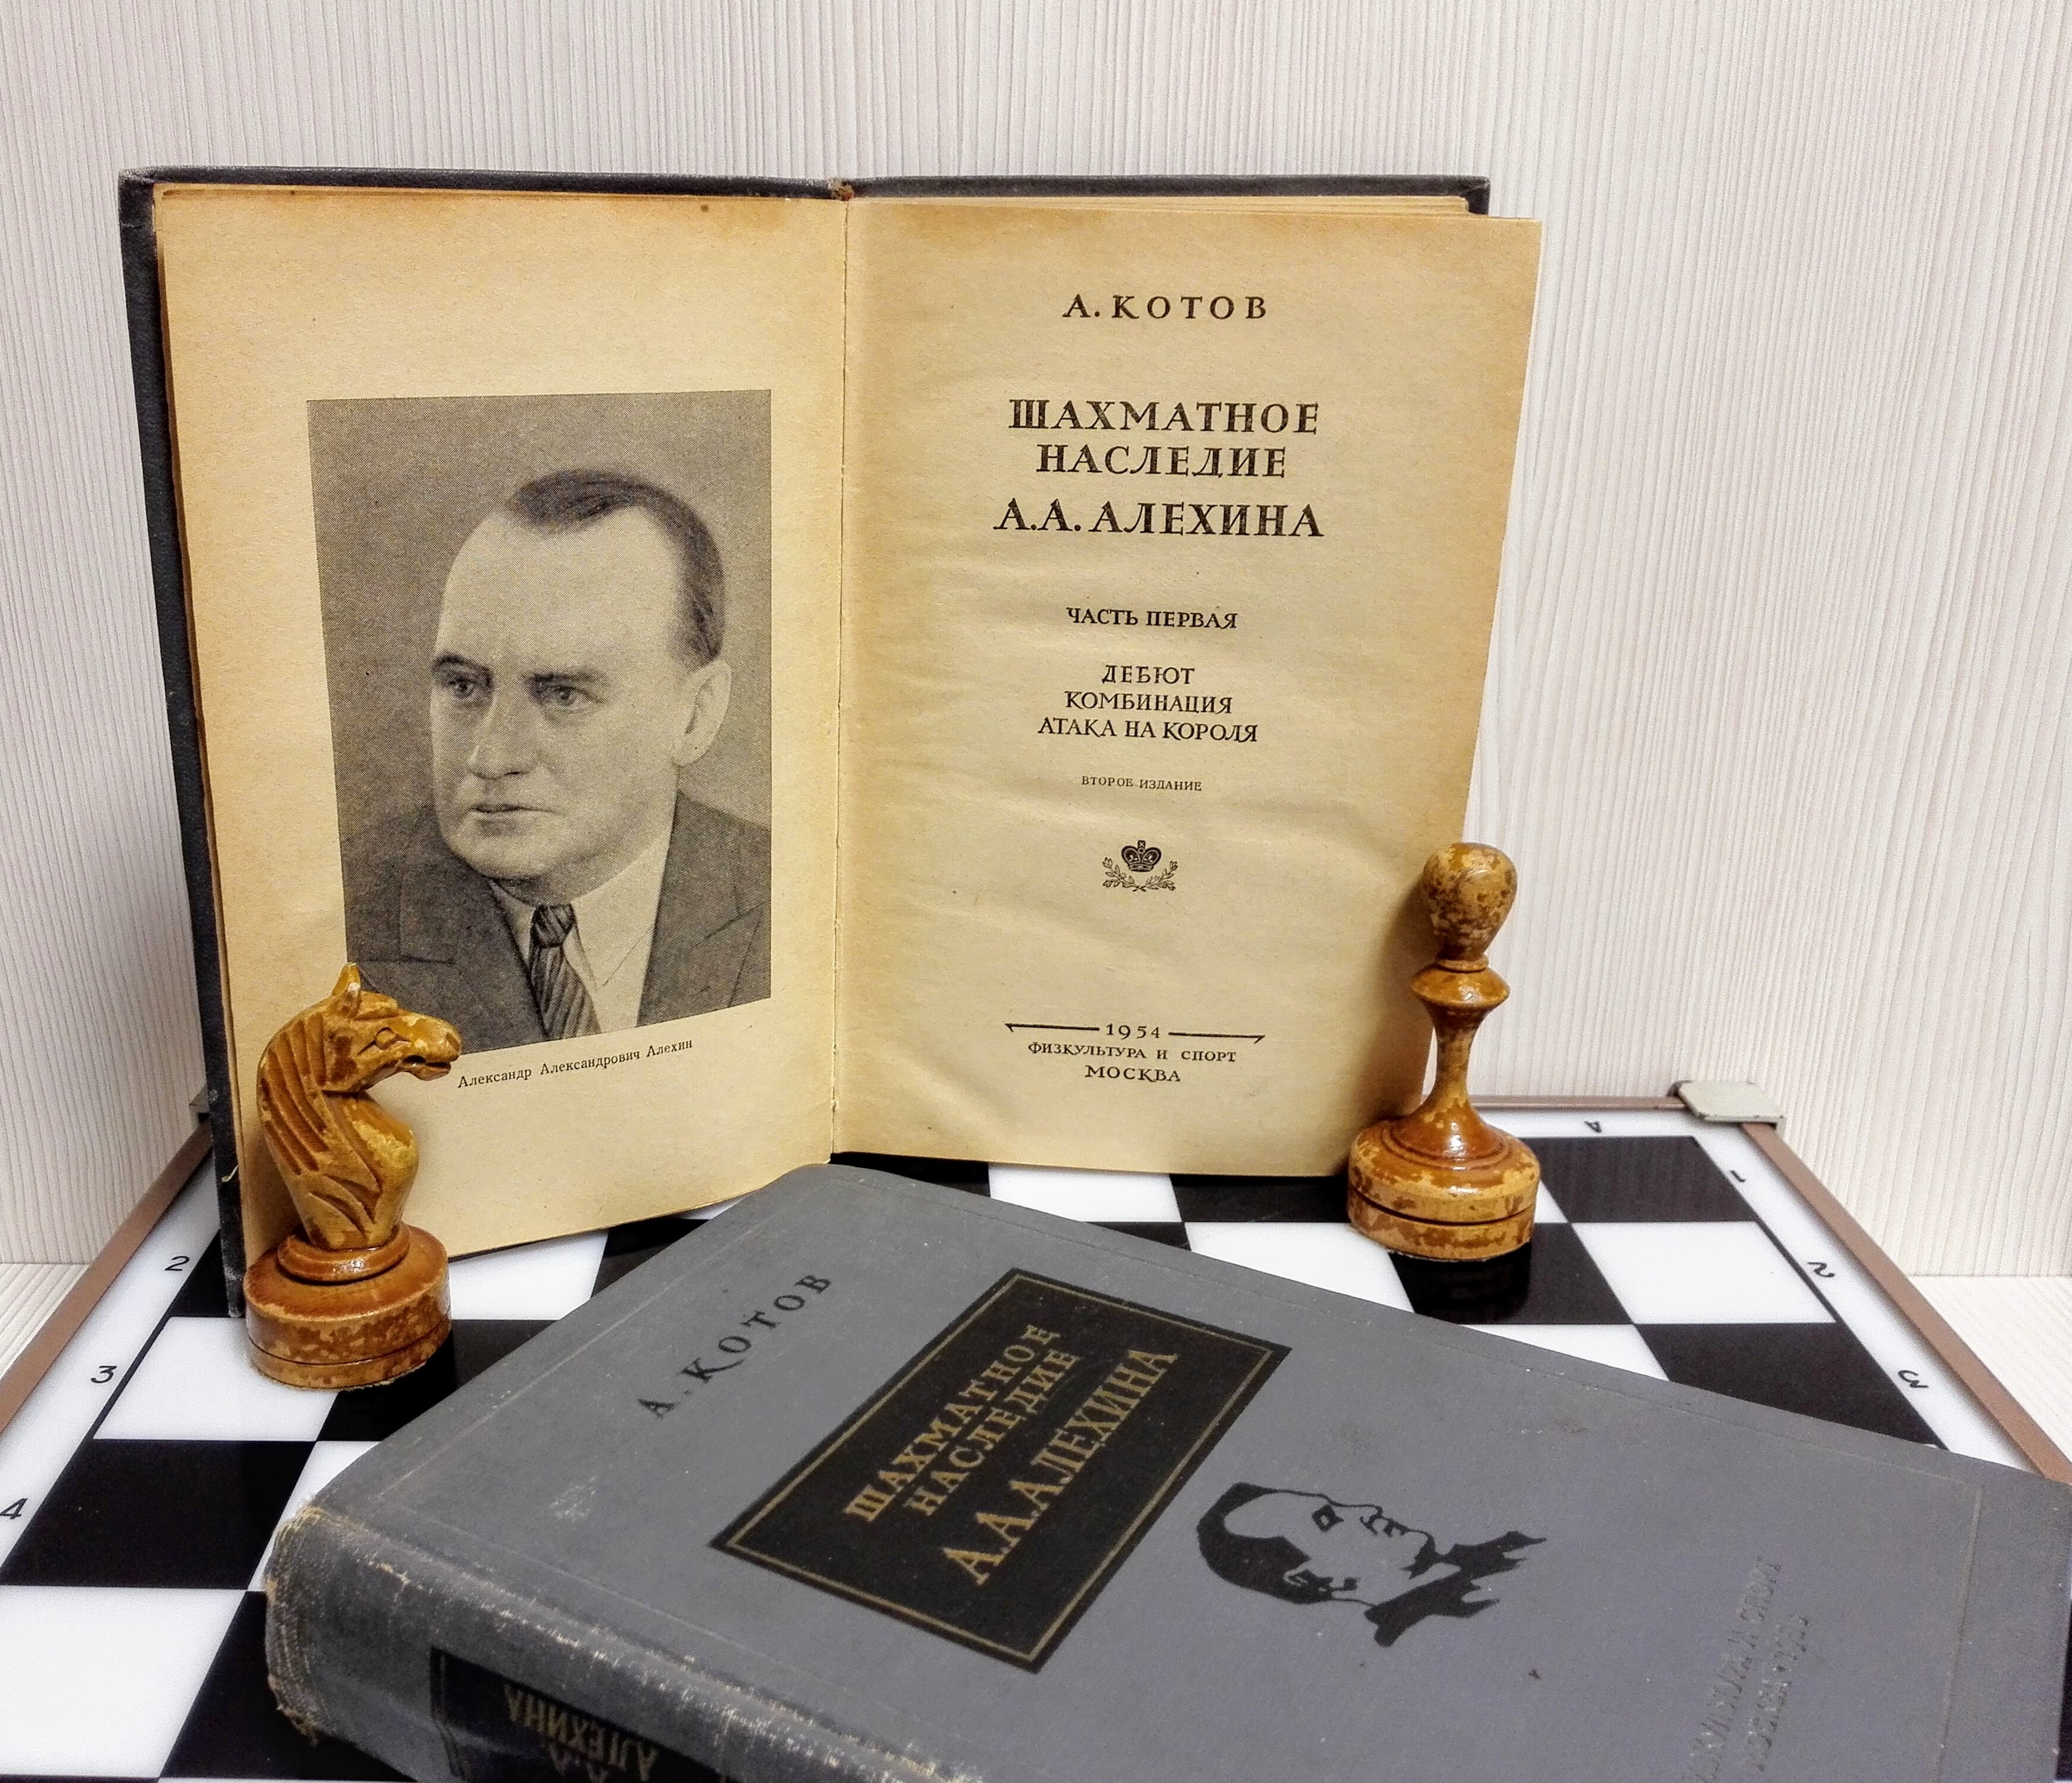 А. КОТОВ
ШАХМАТНОЕ
НАСЛЕДИЕ
А.А. АЛЕХИНА
ЧАСТЬ ПЕРВАЯ
ДЕБЮТ
КОМБИНАЦИЯ
АТАКА НА КОРОЛЯ
ВТОРОЕ ИЗДАНИЕ
1954
ФИЗКУЛЬТУРА И СПОРТ
МОСКВА
Александр Александрович Алехин
А. КОТОВ
ШАХМАТНОЕ
НАСЛЕДИЕ
А.А. АЛЕХИНА
АЛЕХИНА
2
3
4
A
1
2
3